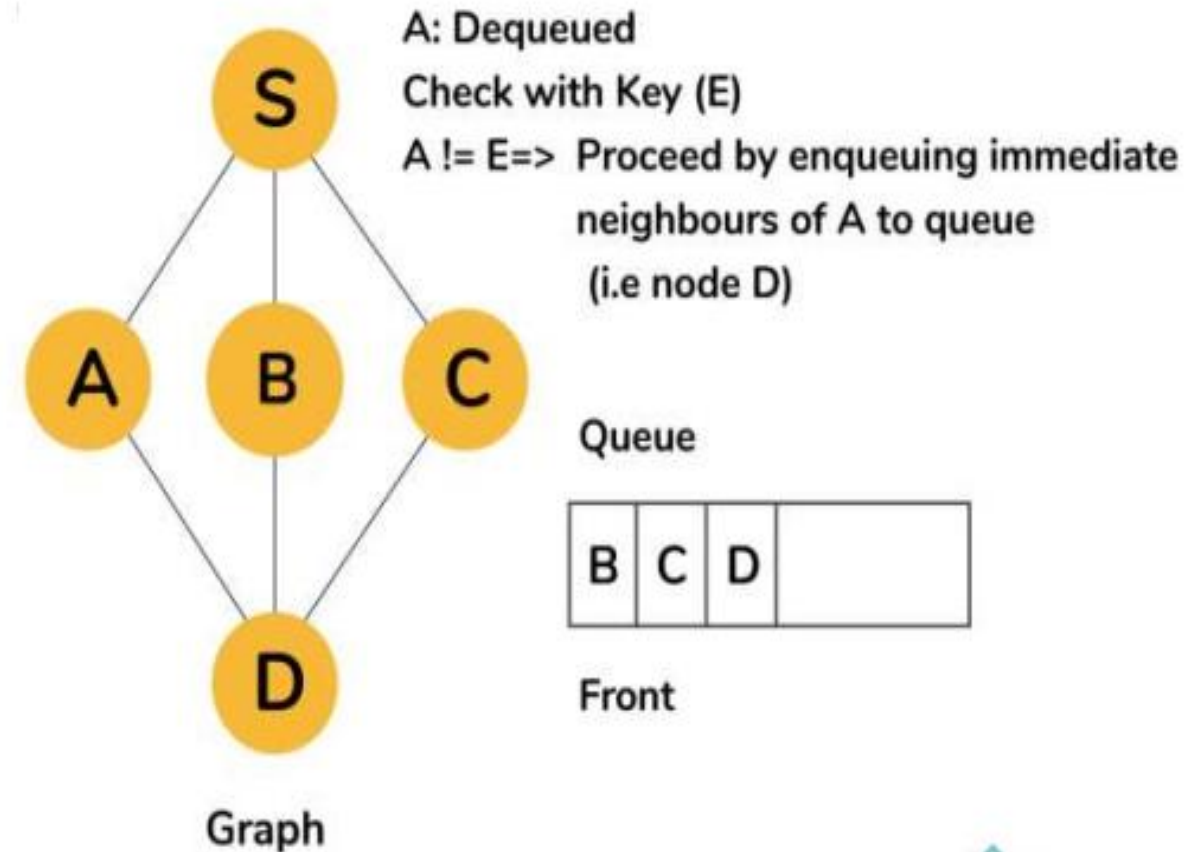 A: Dequeued
Check with Key (E)
A != E=> Proceed by enqueuing immediate
neighbours of A to queue
(i.e node D)
S
A B C
D
Graph
Queue
B C D
Front